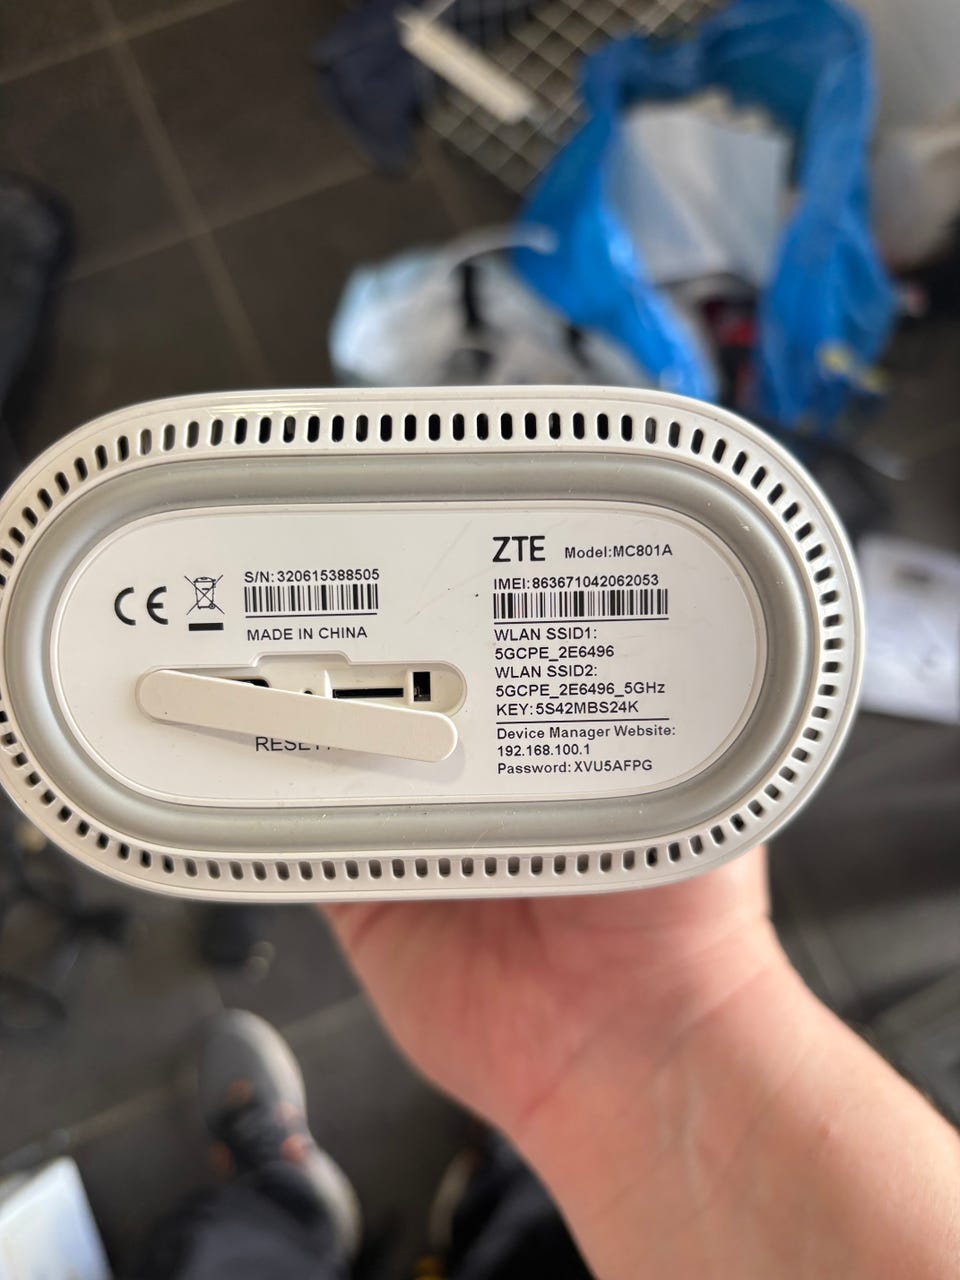 ZTE Model:MC801A
S/N:320615388505
MADE IN CHINA
IMEI:863671042062053
WLAN SSID1:
5GCPE_2E6496
WLAN SSID2:
5GCPE_2E6496_5GHz
KEY:5S42MBS24K
Device Manager Website:
192.168.100.1
Password:XVU5AFPG
CE
RESET